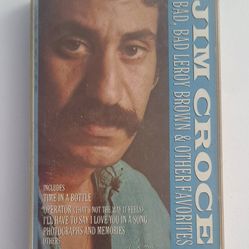 JIM CROCE
BAD, BAD LEROY BROWN & OTHER FAVORITES
INCLUDES
TIME IN A BOTTLE
OPERATOR (THAT'S NOT THE WAY IT FEELS)
I'LL HAVE TO SAY I LOVE YOU IN A SONG
PHOTOGRAPHS AND MEMORIES
OTHERS